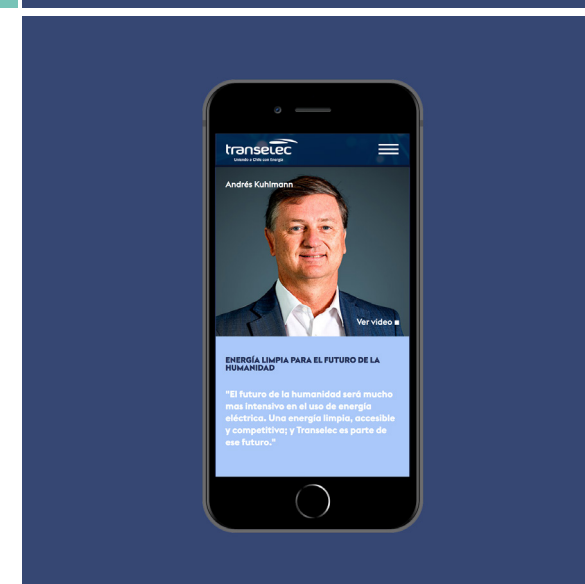 transelec
Uniendo a Chile con Energía
Andrés Kuhlmann
Ver video
ENERGÍA LIMPIA PARA EL FUTURO DE LA
HUMANIDAD
"El futuro de la humanidad será mucho
mas intensivo en el uso de energía
eléctrica. Una energía limpia, accesible
y competitiva; y Transelec es parte de
ese futuro."